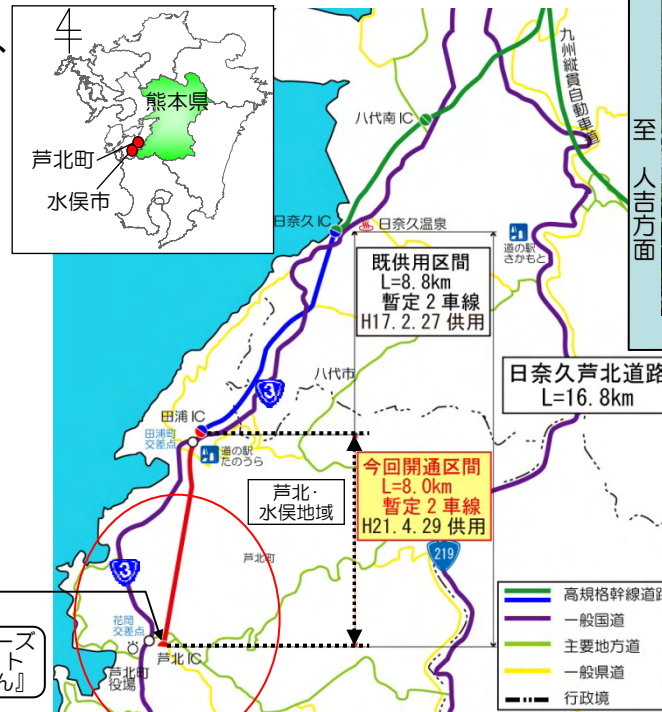 熊本県
芦北町
水俣市
九州縦貫自動車道
八代南IC
至 人吉方面
日奈久IC
日奈久温泉
道の駅
さかもと
既供用区間
L=8.8km
暫定2車線
H17.2.27 供用
日奈久芦北道路
L=16.8km
八代市
3
田浦IC
田浦町
交差点
道の駅
たのうら
今回開通区間
L=8.0km
暫定2車線
H21.4.29 供用
芦北・
水俣地域
219
芦北町
3
花岡
交差点
芦北IC
芦北町
役場
ーズ
ト
ん』
高規格幹線道路
一般国道
主要地方道
一般県道
行政境